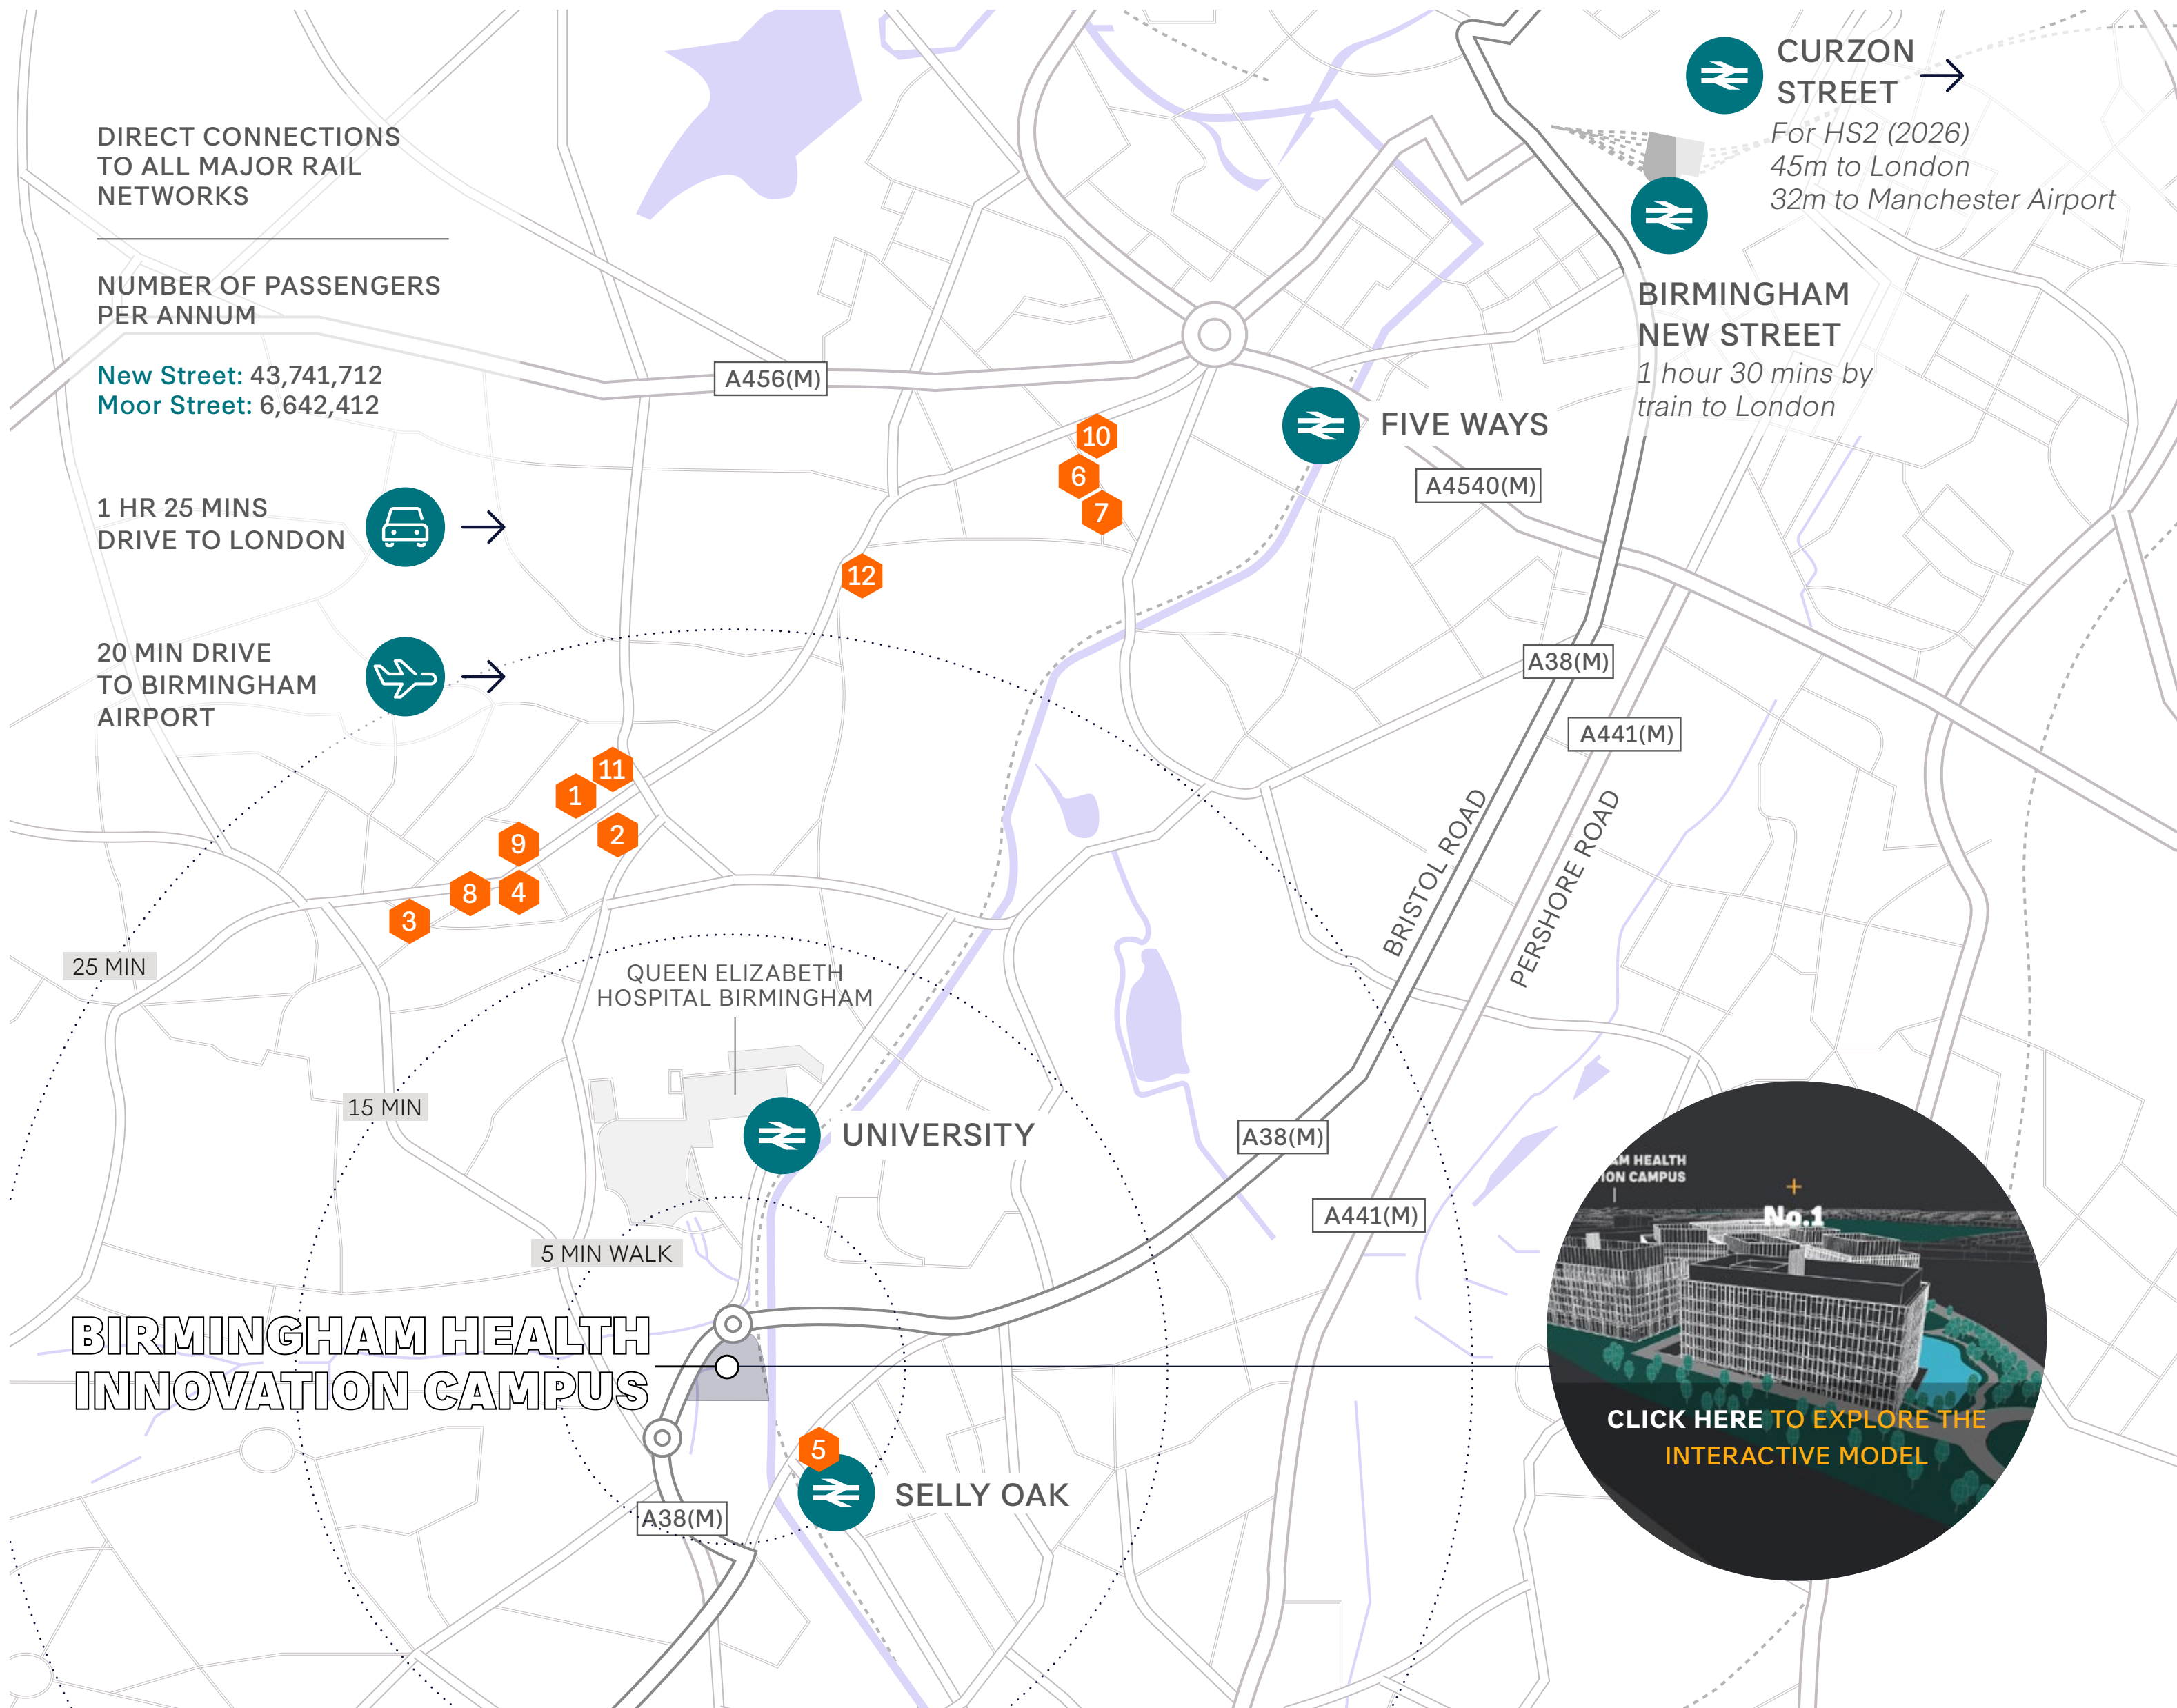 DIRECT CONNECTIONS
TO ALL MAJOR RAIL
NETWORKS
NUMBER OF PASSENGERS
PER ANNUM
New Street: 43,741,712
Moor Street: 6,642,412
1 HR 25 MINS
DRIVE TO LONDON
20 MIN DRIVE
TO BIRMINGHAM
AIRPORT
CURZON
STREET
For HS2 (2026)
45m to London
32m to Manchester Airport
BIRMINGHAM
NEW STREET
1 hour 30 mins by
train to London
A456(M)
FIVE WAYS
A4540(M)
10
6
7
12
A38(M)
A441(M)
11
1
2
9
8
4
3
BRISTOL ROAD
PERSHORE ROAD
25 MIN
QUEEN ELIZABETH
HOSPITAL BIRMINGHAM
15 MIN
UNIVERSITY
A38(M)
A441(M)
5 MIN WALK
BIRMINGHAM HEALTH
INNOVATION CAMPUS
5
SELLY OAK
A38(M)
AM HEALTH
ION CAMPUS
No.1
CLICK HERE TO EXPLORE THE
INTERACTIVE MODEL